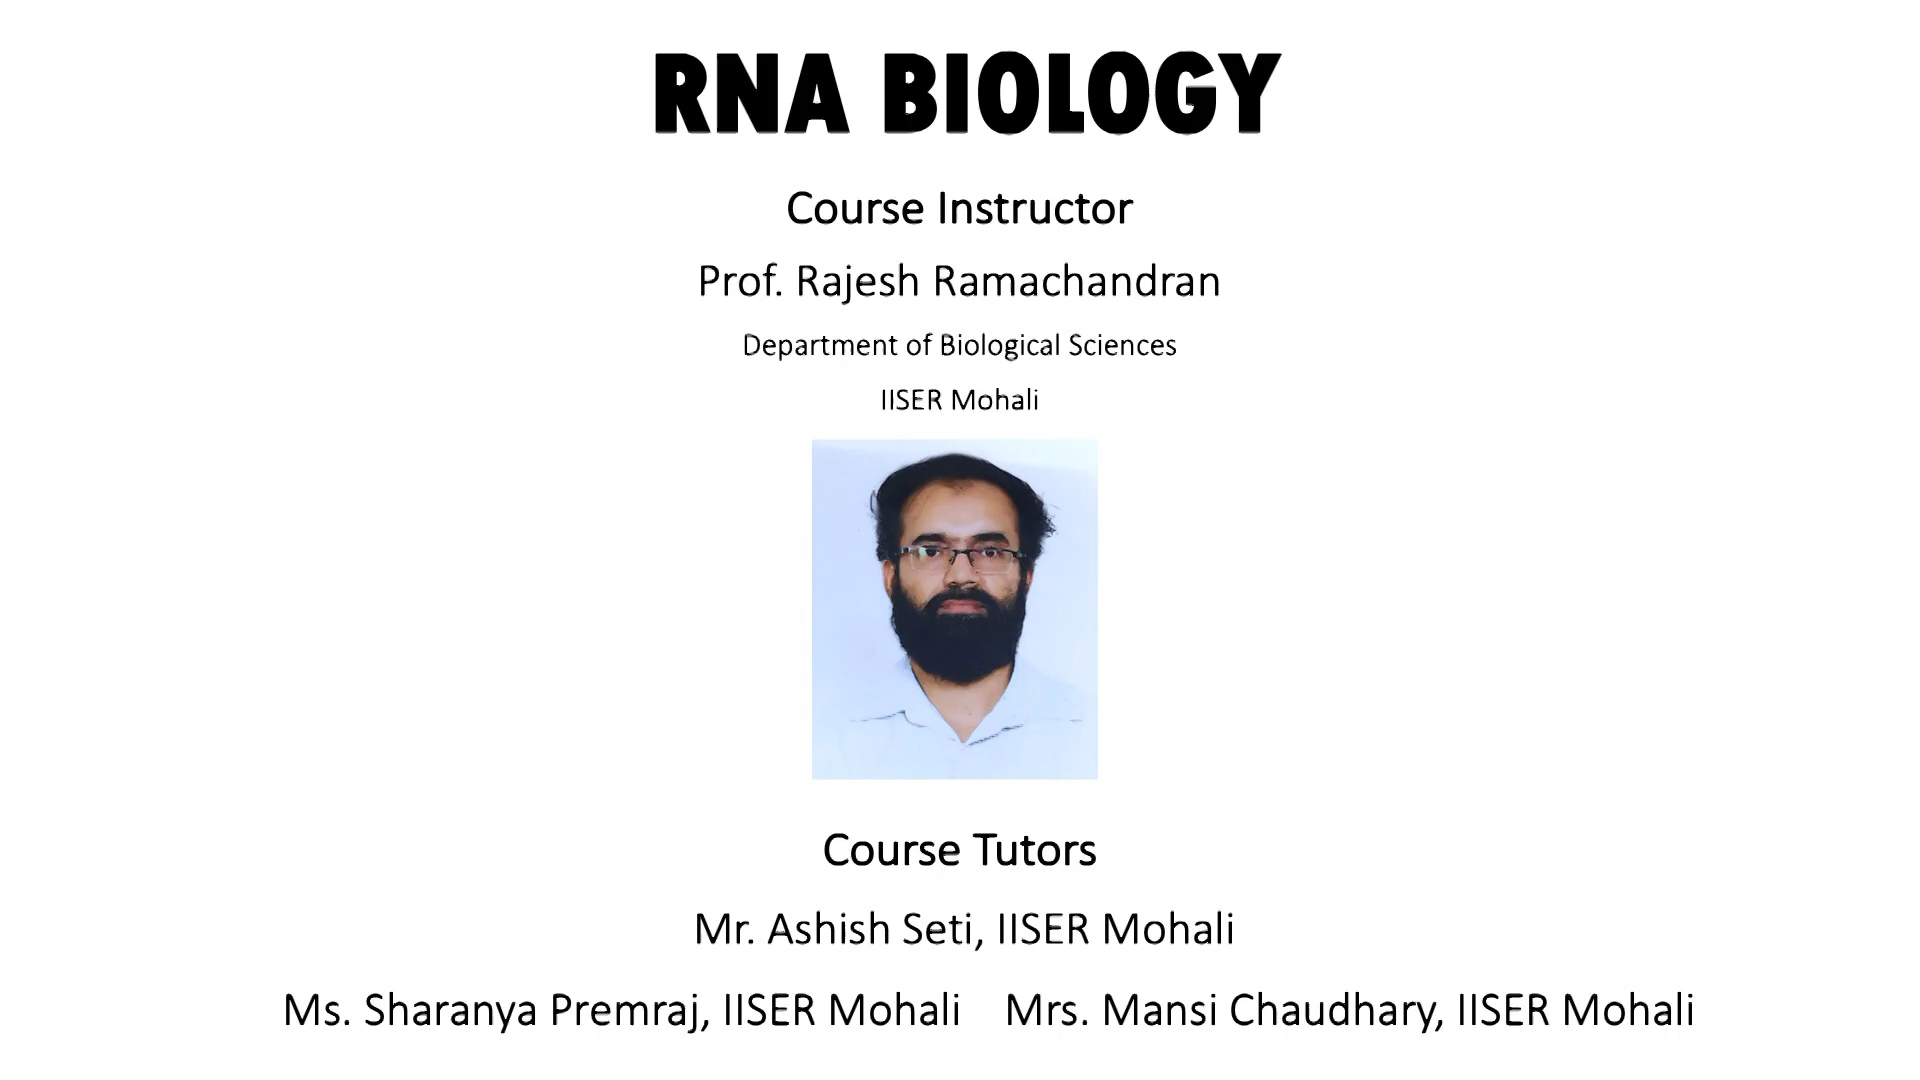 RNA BIOLOGY
Course Instructor
Prof. Rajesh Ramachandran
Department of Biological Sciences
IISER Mohali
Course Tutors
Mr. Ashish Seti, IISER Mohali
Ms. Sharanya Premraj, IISER Mohali    Mrs. Mansi Chaudhary, IISER Mohali